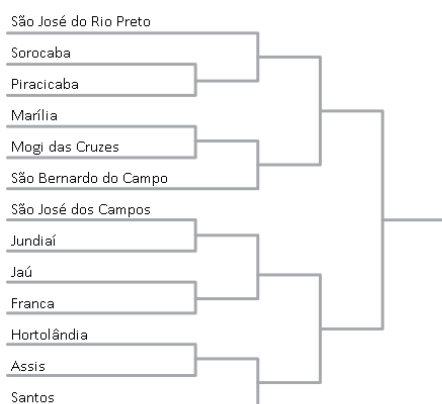 São José do Rio Preto
Sorocaba
Piracicaba
Marília
Mogi das Cruzes
São Bernardo do Campo
São José dos Campos
Jundiaí
Jaú
Franca
Hortolândia
Assis
Santos